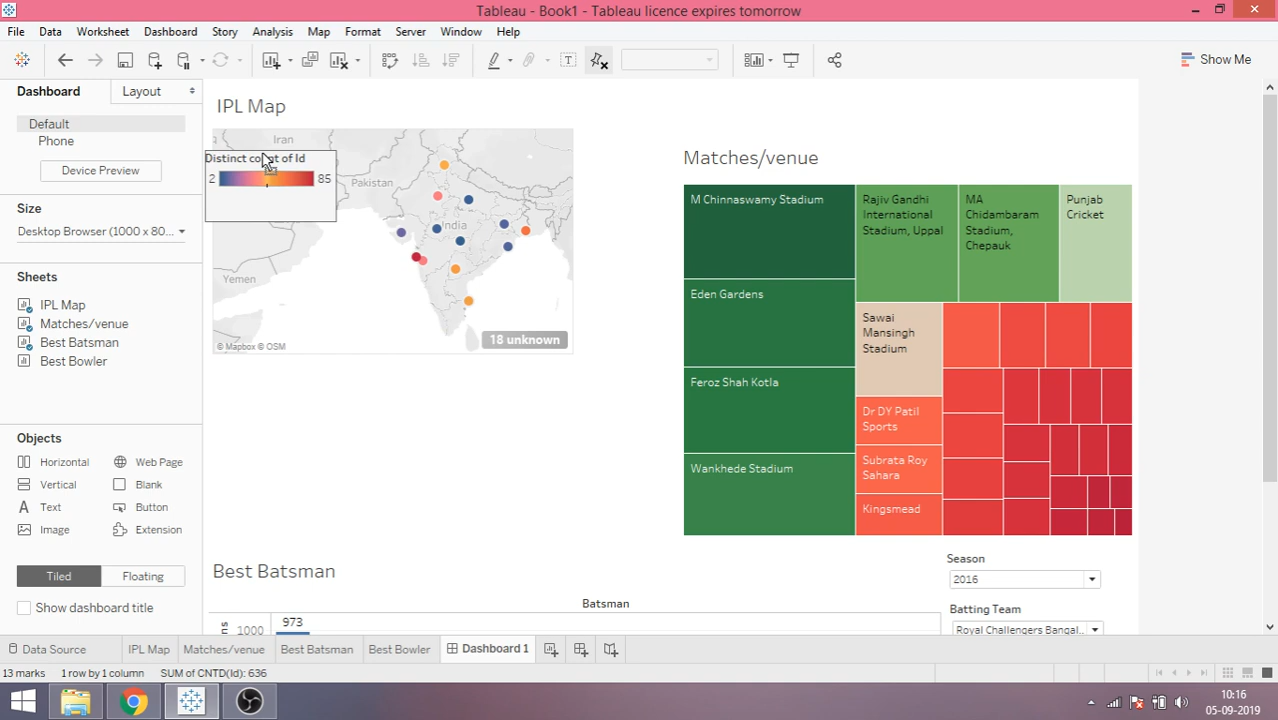 Tableau - Book1 - Tableau licence expires tomorrow
File Data Worksheet Dashboard Story Analysis Map Format Server Window Help
Show Me
Dashboard
Layout
Default
Phone
Device Preview
Size
Desktop Browser (1000 x 80...
Sheets
IPL Map
Matches/venue
Best Batsman
Best Bowler
Objects
Horizontal
Web Page
Vertical
Blank
Text
Button
Image
Extension
Tiled
Floating
Show dashboard title
IPL Map
Iran
Distinct count of Id
2
85
Pakistan
India
Yemen
18 unknown
© Mapbox © OSM
Matches/venue
M Chinnaswamy Stadium
Eden Gardens
Feroz Shah Kotla
Wankhede Stadium
Rajiv Gandhi
International
Stadium, Uppal
MA
Chidambaram
Stadium,
Chepauk
Punjab
Cricket
Sawai
Mansingh
Stadium
Dr DY Patil
Sports
Subrata Roy
Sahara
Kingsmead
Best Batsman
Batsman
973
1000
Season
2016
Batting Team
Royal Challengers Bangal..
Data Source
IPL Map
Matches/venue
Best Batsman
Best Bowler
Dashboard 1
13 marks
1 row by 1 column
SUM of CNTD(Id): 636
10:16
05-09-2019